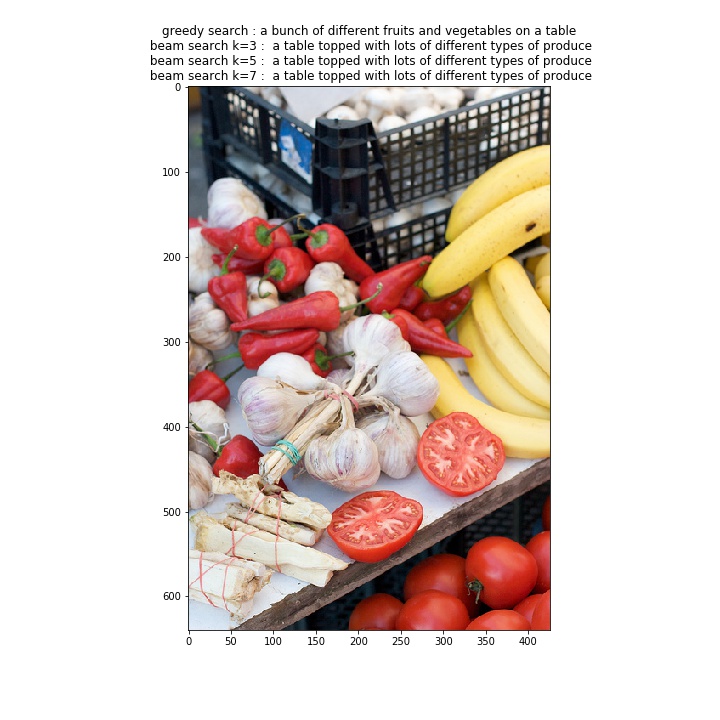 greedy search : a bunch of different fruits and vegetables on a table
beam search k=3 :  a table topped with lots of different types of produce
beam search k=5 :  a table topped with lots of different types of produce
beam search k=7 :  a table topped with lots of different types of produce
0
100
200
300
400
500
600
0 50 100 150 200 250 300 350 400